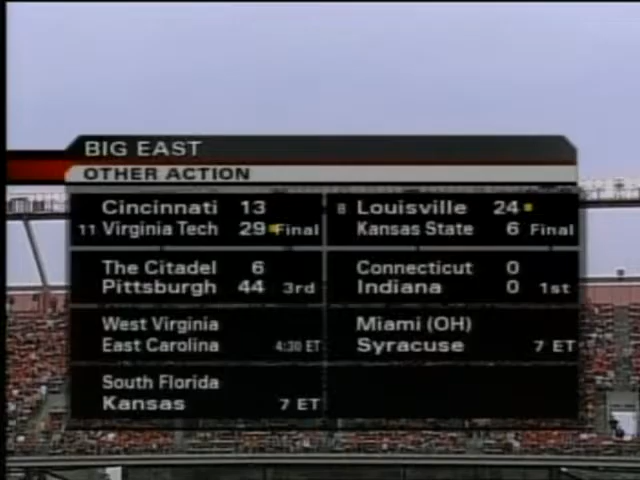 BIG EAST
OTHER ACTION
Cincinnati 13
11 Virginia Tech 29 Final
8 Louisville 24
Kansas State 6 Final
The Citadel 6
Pittsburgh 44 3rd
Connecticut 0
Indiana 0 1st
West Virginia
East Carolina 4:30 ET
Miami (OH)
Syracuse 7 ET
South Florida
Kansas 7 ET